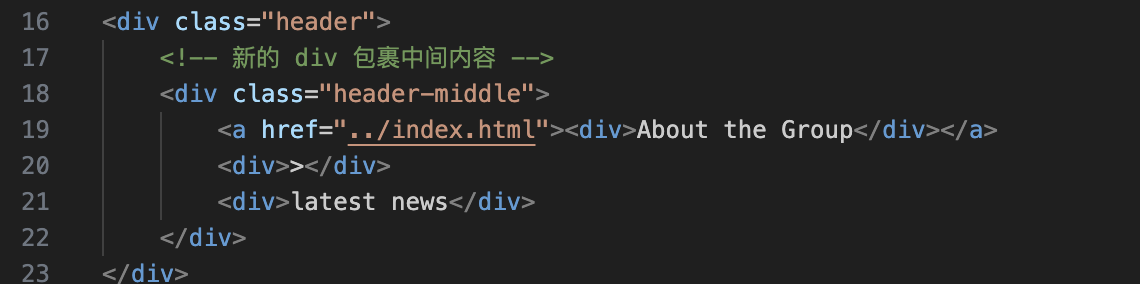 16 <div class="header">
17 <!-- 新的 div 包裹中间内容 -->
18 <div class="header-middle">
19 <a href="../index.html"><div>About the Group</div></a>
20 <div>></div>
21 <div>latest news</div>
22 </div>
23 </div>